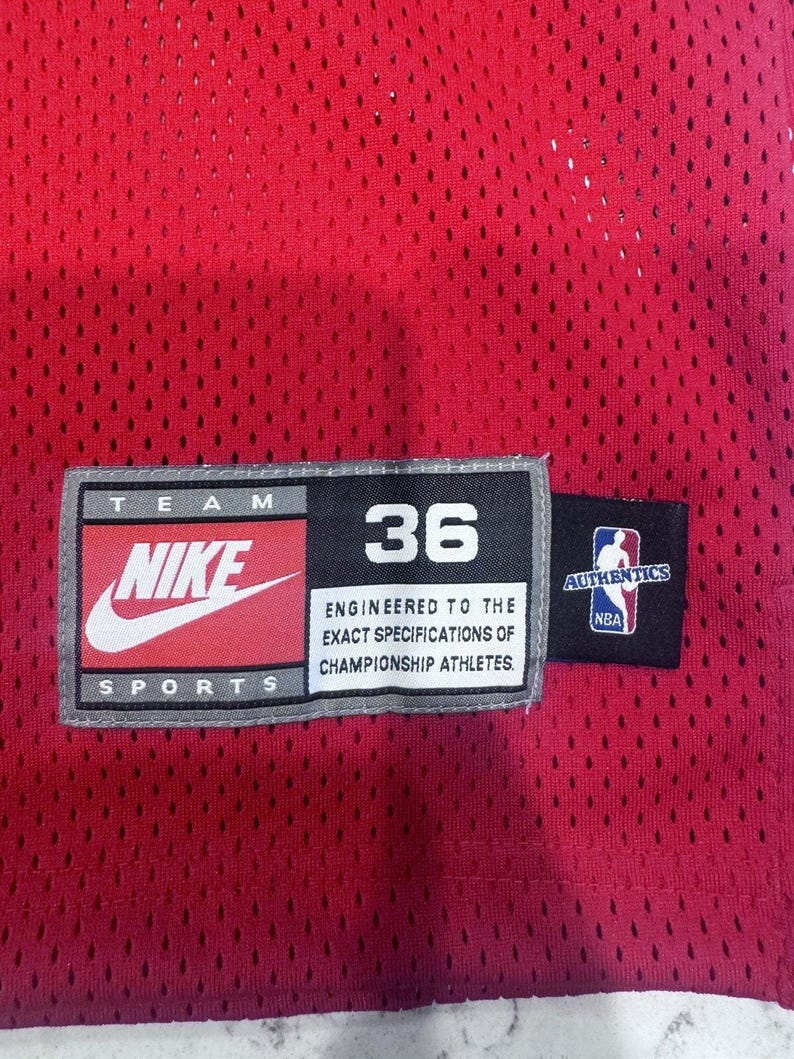 TEAM
NIKE
SPORTS
36
ENGINEERED TO THE
EXACT SPECIFICATIONS OF
CHAMPIONSHIP ATHLETES.
AUTHENTICS
NBA